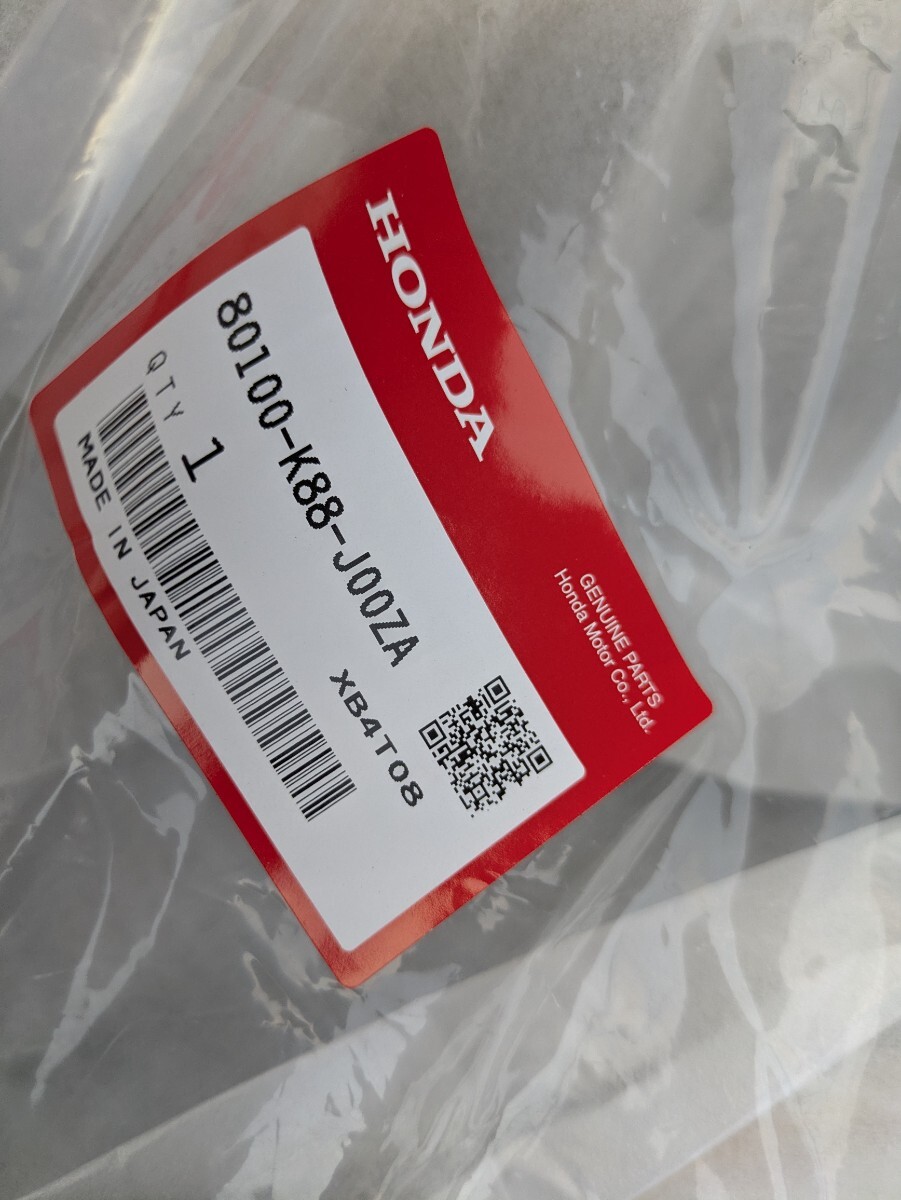 HONDA
GENUINE PARTS
Honda Motor Co., Ltd.
80100-K88-J00ZA
XB4T08
QTY 1
MADE IN JAPAN